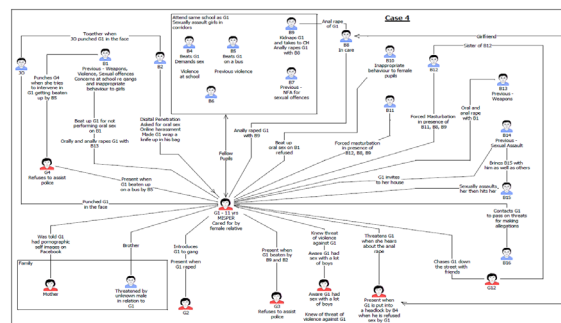 Case 4
Attend same school as G1
Sexually assault girls in
corridors
B4
Beats G1
Demands sex
Violence
at school
B5
Beats G1
on a bus
Previous violence
B6
B9
Kidnaps G1
and takes to CH
Anally rapes G1
with B8
B7
Previous -
NFA for
sexual offences
Fellow
Pupils
Together when
JO punched G1 in the face
JO
B1
Previous - Weapons,
Violence, Sexual offences
Concerns at school re gangs
and inappropriate
behaviour to girls
B2
Punches G4
when she tries
to intervene in
G1 getting beaten
up by B5
Beat up G1 for not
performing oral sex
on B1
Orally and anally rapes G1 with
B13
Digital Penetration
Asked for oral sex
Online harassment
Made G1 wrap a
knife up in his bag
G4
Refuses to assist
police
Present when
G1 beaten up
on a bus by B5
Punched G1
in the face
Anal rape
of G1
B8
In care
B10
Inappropriate
behaviour to female
pupils
B11
Girlfriend
Sister of B12
B12
B13
Previous -
Weapons
Oral and
anal rape
with B1
B14
Previous -
Sexual Assault
Brings B15 with
him as well as others
B15
Anally raped G1
with B9
Beat up
oral sex on B1
refused
Forced masturbation
in presence of
B12, B8, B9
Forced Masturbation
in presence of
B11, B8, B9
G1 invites
to her house
Sexually assaults
her then hits her
Contacts G1
to pass on threats
for making
allegations
B16
G1 - 13 yrs
MISPER
Cared for by
female relative
Was told G1
had pornographic
self images on
Facebook
Brother
Family
Mother
Threatened by
unknown male in
relation to
G1
Introduces
G1 to gang
Present when
G1 raped
G2
Present when
G1 beaten by
B9 and B2
G3
Refuses to assist
police
Knew threat
of violence
against G1
Aware G1 had
sex with a lot
of boys
Aware G1 had
sex with a lot
of boys
Knew of threat of
violence against G1
Threatens G1
when she hears
about the anal
rape
Present when
G1 is put into
a headlock by B4
when he is refused
sex by G1
Chases G1 down
the street with
friends
G12